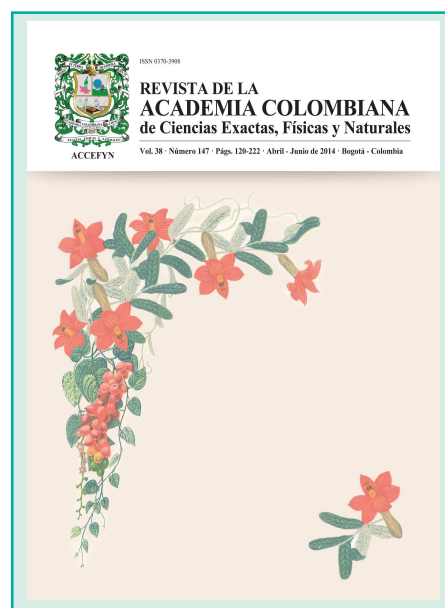 ISSN 0370-3908
REVISTA DE LA
ACADEMIA COLOMBIANA
de Ciencias Exactas, Físicas y Naturales
ACCEFYN
Vol. 38 · Número 147 · Págs. 120-222 · Abril - Junio de 2014 · Bogotá - Colombia